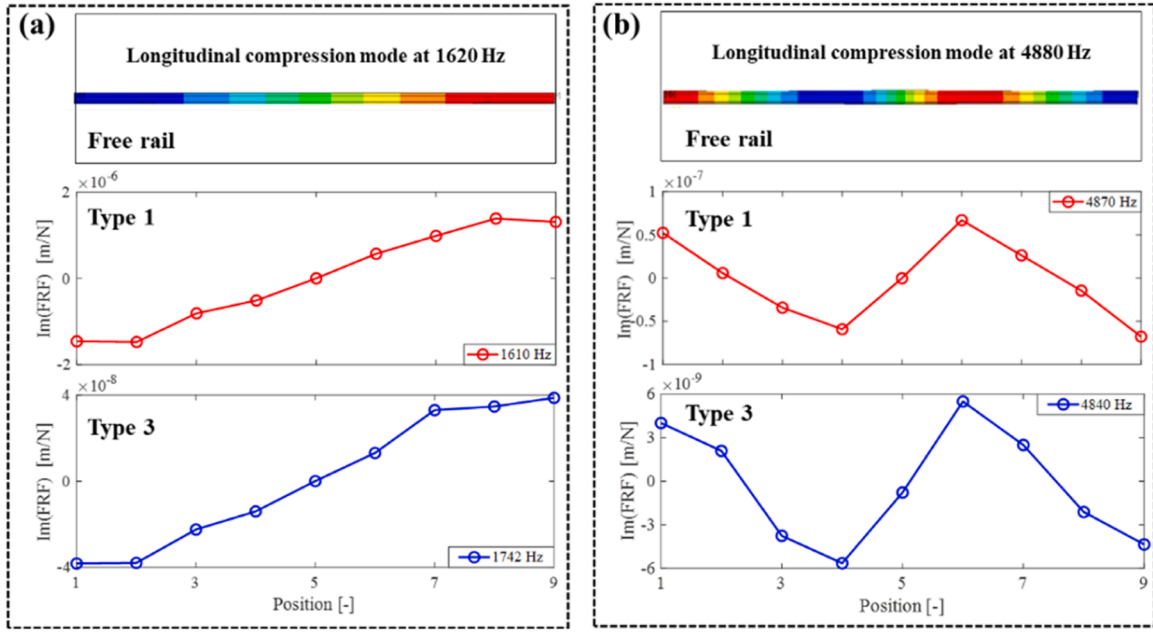 (a)
Longitudinal compression mode at 1620 Hz
Free rail
×10⁻⁶
2
0
-2
Im(FRF) [m/N]
Type 1
1610 Hz
×10⁻⁸
4
0
-4
Im(FRF) [m/N]
Type 3
1742 Hz
1 3 5 7 9
Position [-]
(b)
Longitudinal compression mode at 4880 Hz
Free rail
×10⁻⁷
1
0.5
0
-0.5
-1
Im(FRF) [m/N]
Type 1
4870 Hz
×10⁻⁹
6
3
0
-3
-6
Im(FRF) [m/N]
Type 3
4840 Hz
1 3 5 7 9
Position [-]